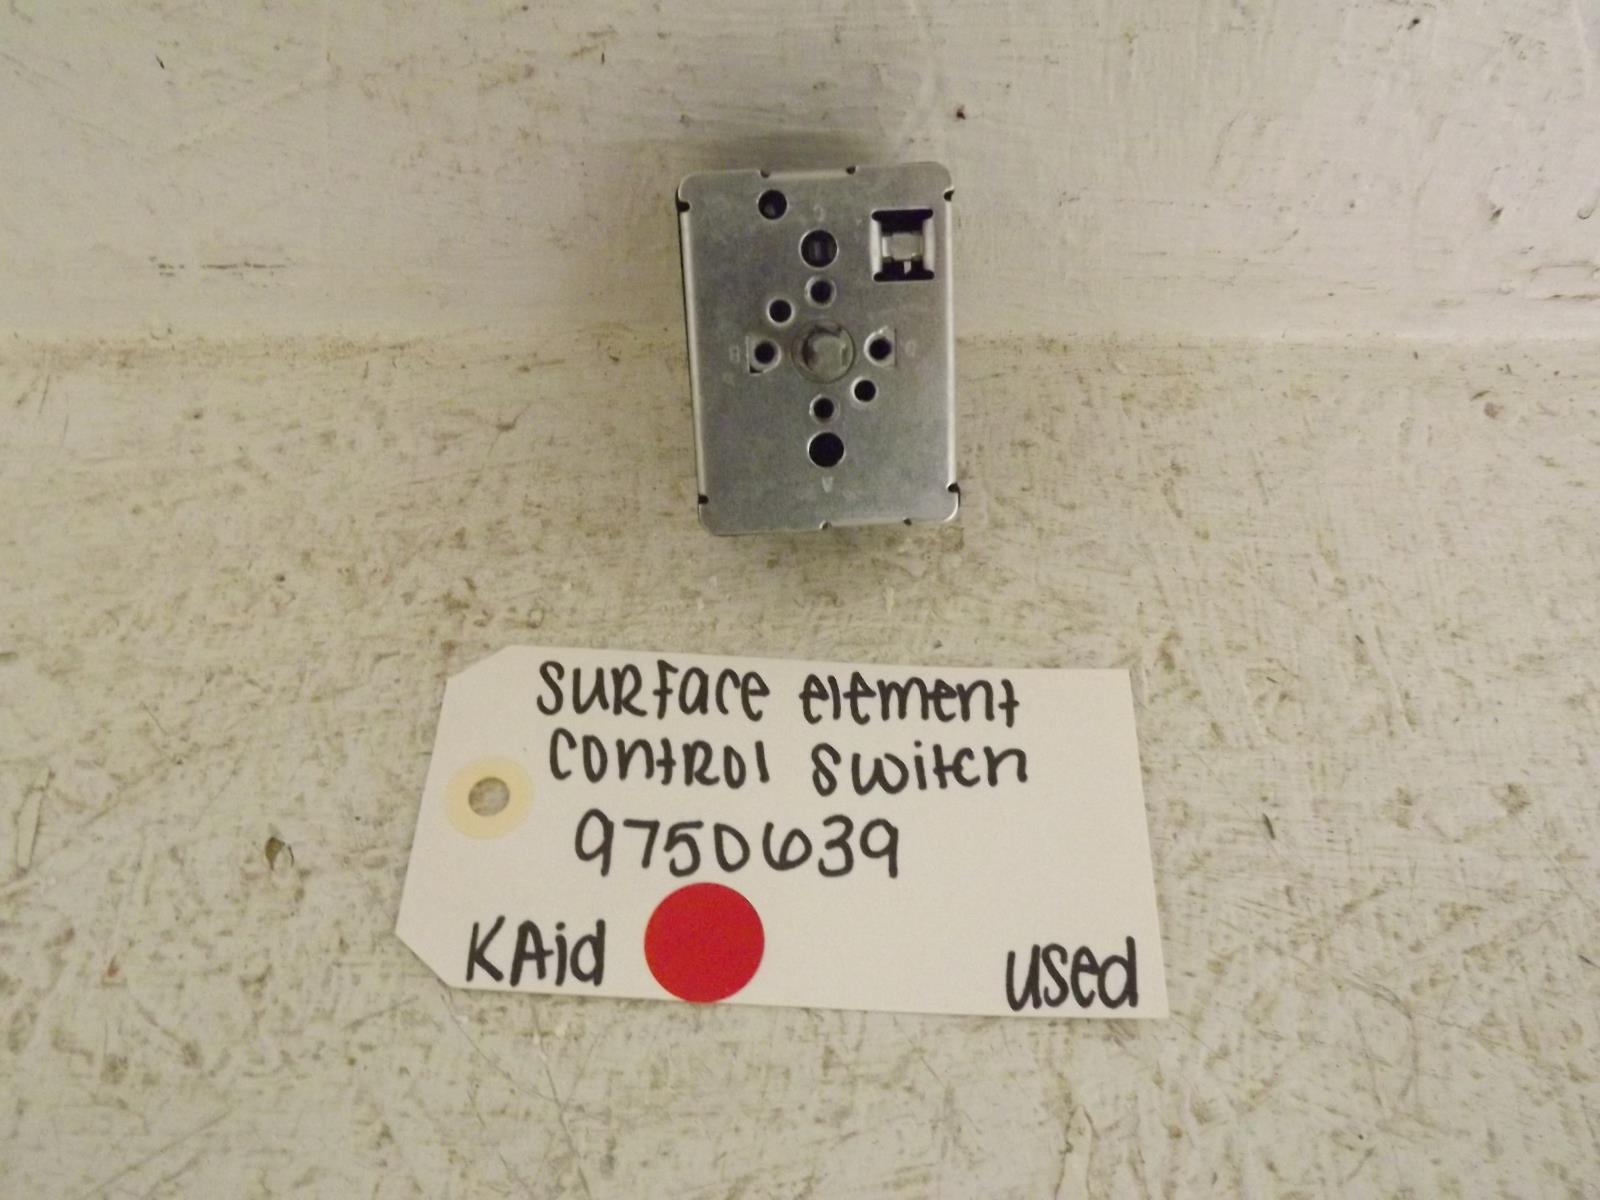 C
B
D
A
SURFace element
CONtROl Switch
9750639
KAid
used